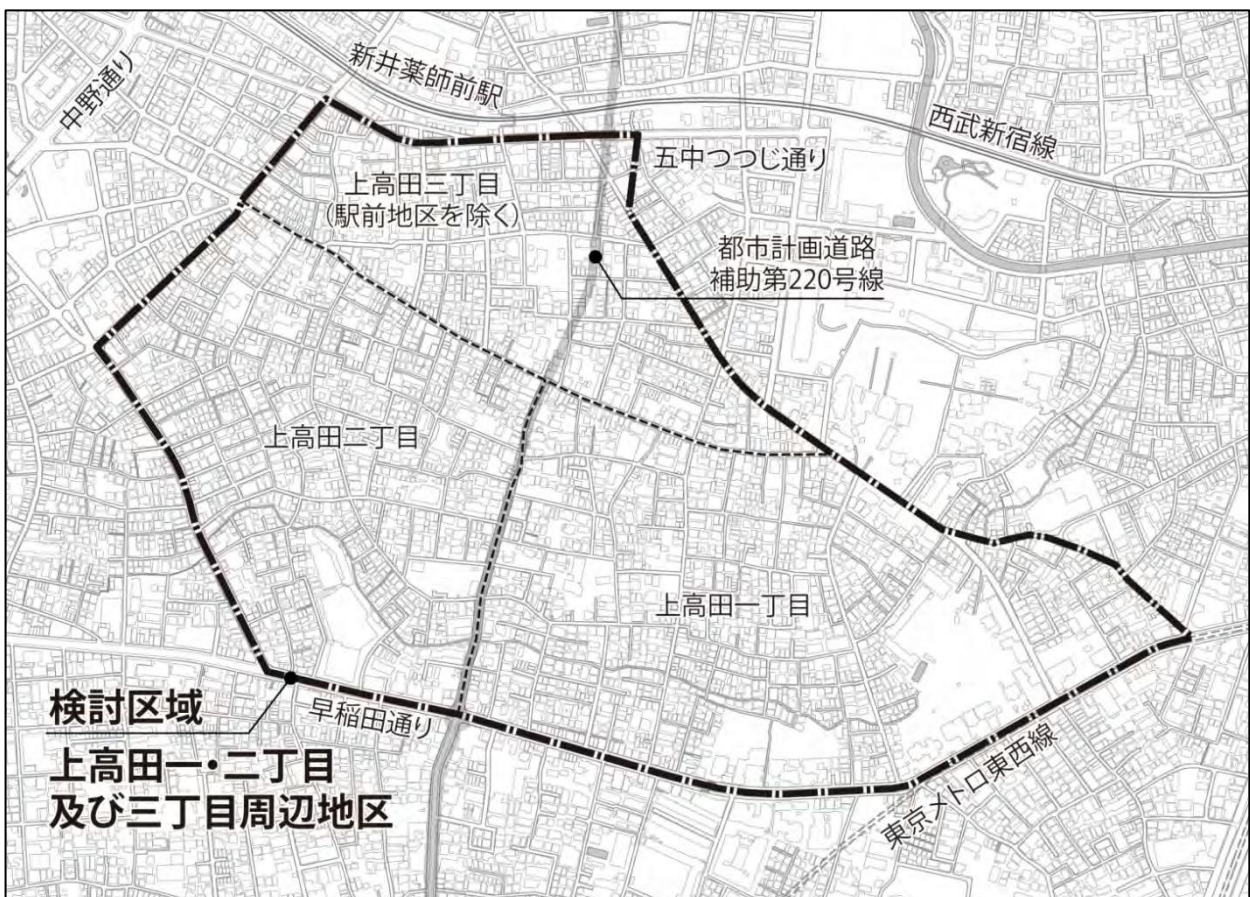 中野通り
新井薬師前駅
西武新宿線
五中つつじ通り
上高田三丁目
(駅前地区を除く)
都市計画道路
補助第220号線
上高田二丁目
上高田一丁目
検討区域
早稲田通り
上高田一・二丁目
及び三丁目周辺地区
東京メトロ東西線